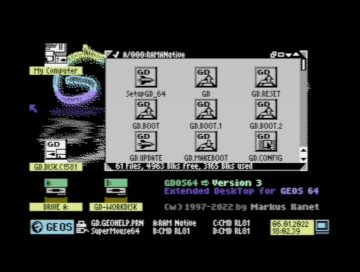 A/000:RAMNative
My Computer
SetupGD_64 GD GD.RESET
GD.BOOT GD.BOOT.1 GD.BOOT.2
GD.DISK.C1581
GD.UPDATE GD.MAKEBOOT GD.CONFIG
61 Files, 4963 Blks free, 3165 Blks used
A: B:
DRIVE A: GD-WORKDISK
GDOS64 ⇨ Version 3
Extended DeskTop for GEOS 64
(w) 1997-2022 by Markus Kanet
GEOS
GD.GEOHELP.PRN A:RAM Native C:CMD RL81
SuperMouse64 B:CMD RL81 D:CMD RL81
06.01.2022
18:02.39